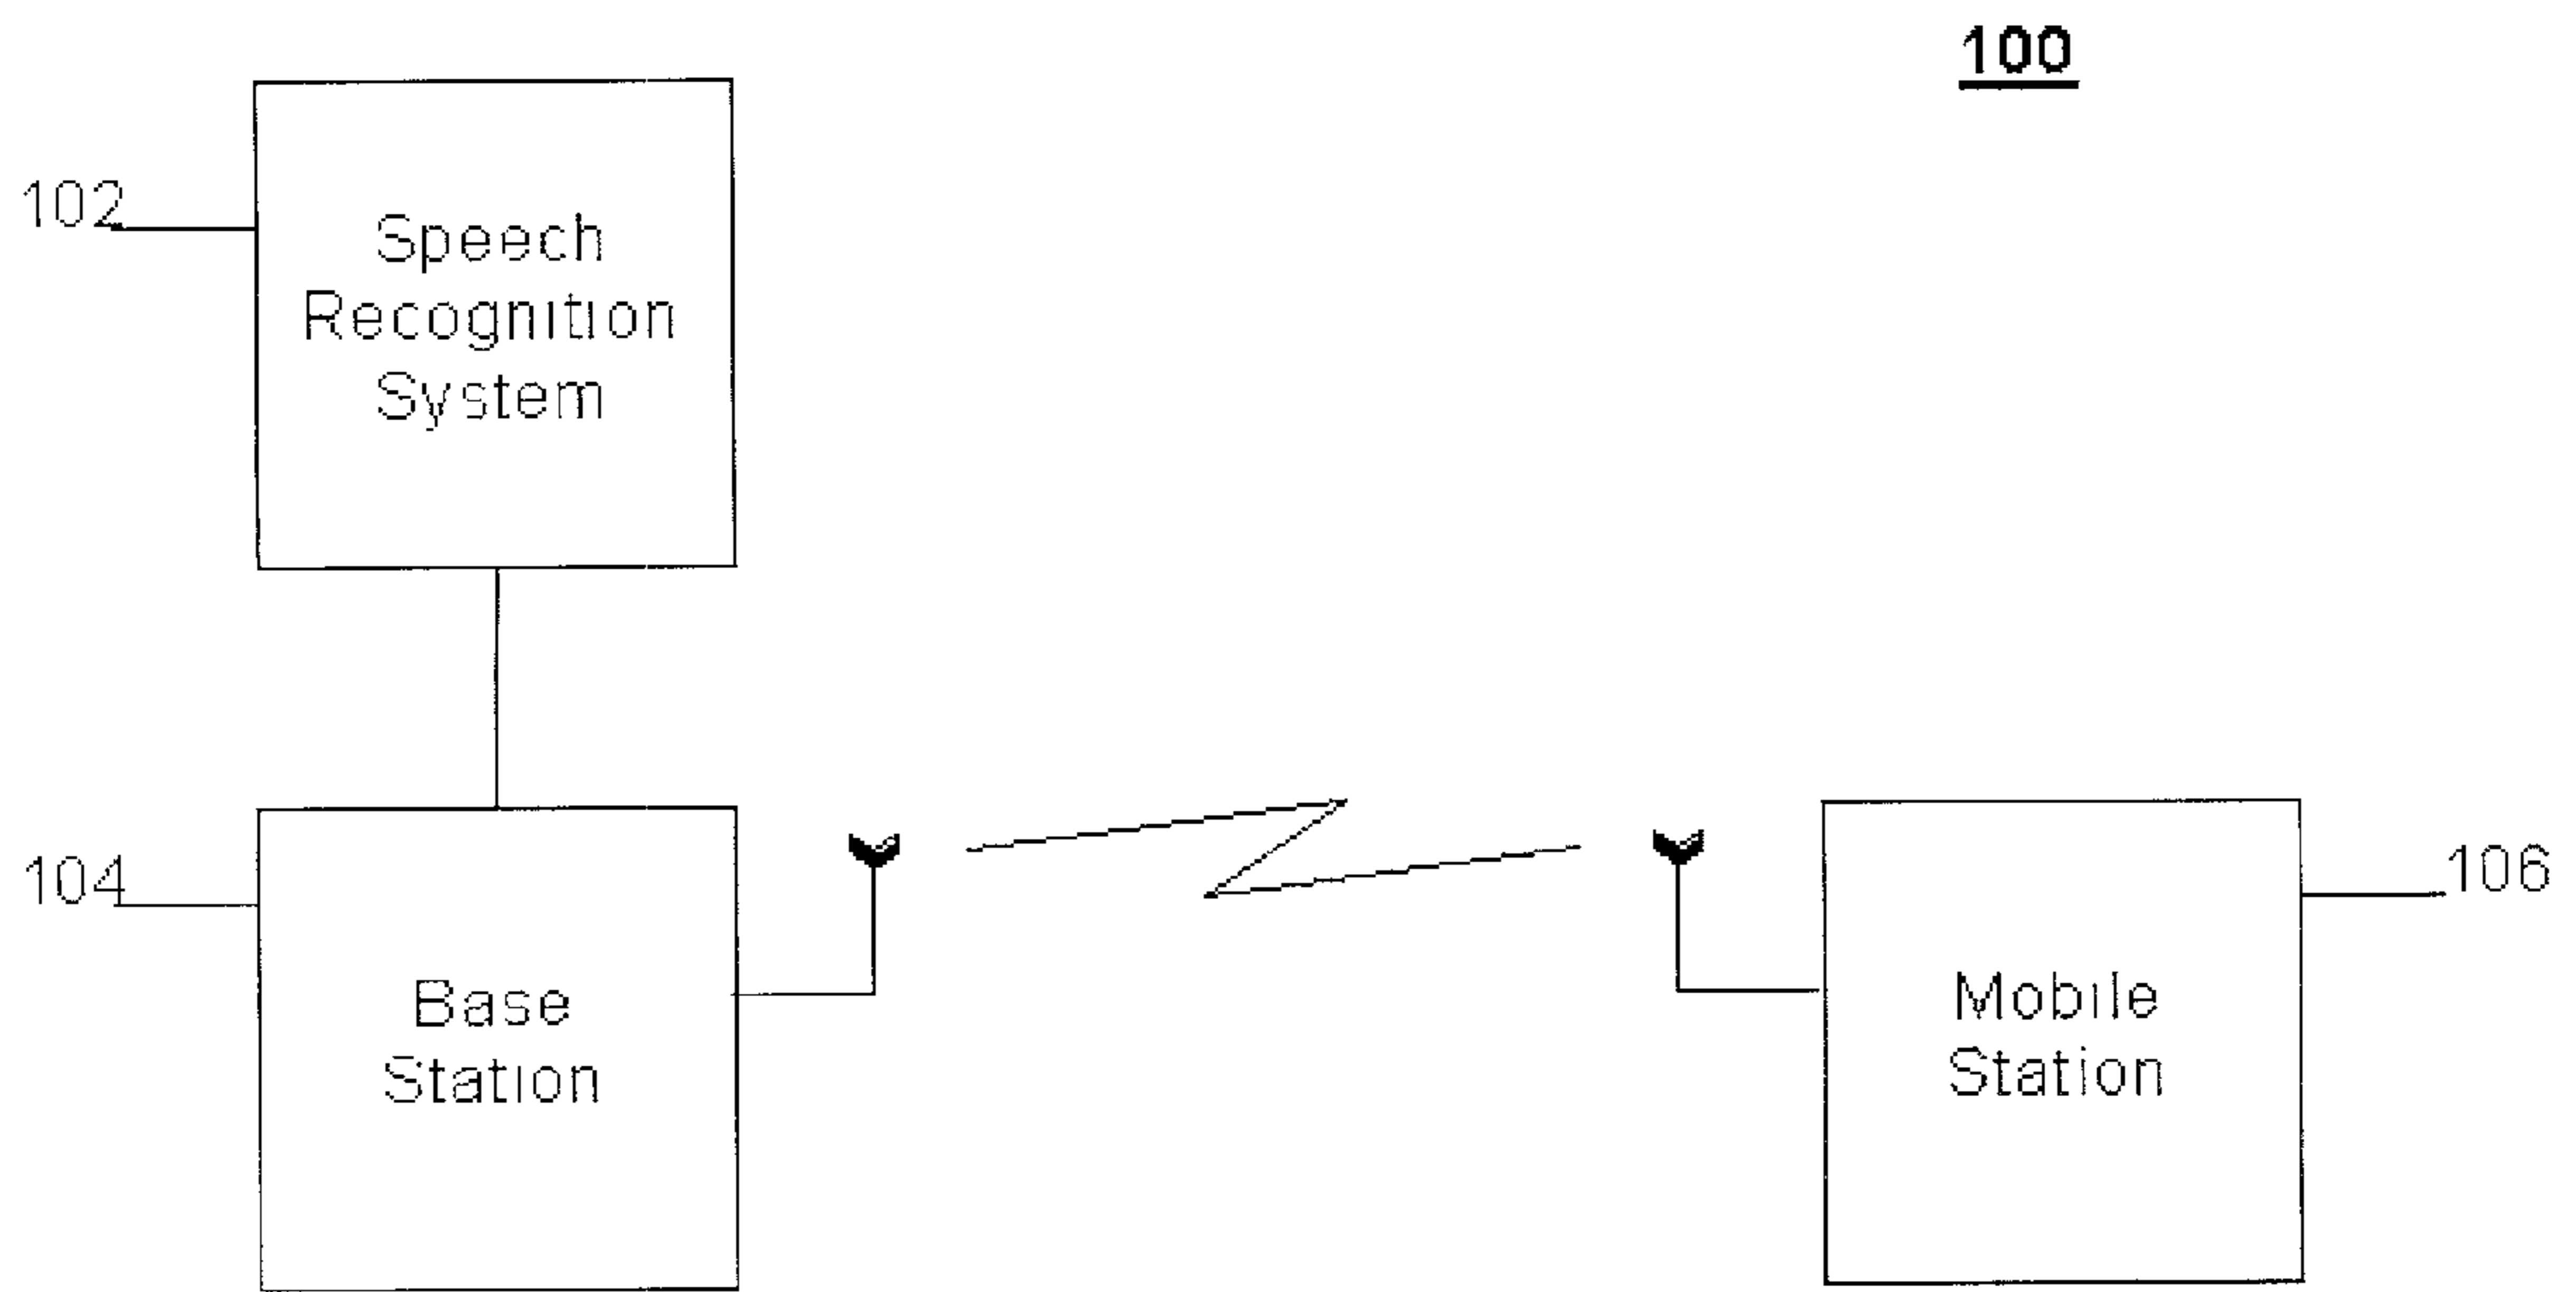 100
102
Speech
Recognition
System
104
Base
Station
106
Mobile
Station